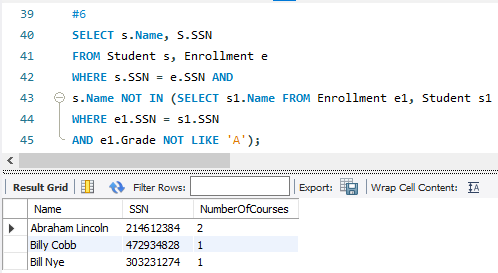 39 #6
40 SELECT s.Name, S.SSN
41 FROM Student s, Enrollment e
42 WHERE s.SSN = e.SSN AND
43 s.Name NOT IN (SELECT s1.Name FROM Enrollment e1, Student s1
44 WHERE e1.SSN = s1.SSN
45 AND e1.Grade NOT LIKE 'A');
Result Grid Filter Rows: Export: Wrap Cell Content: IA
Name SSN NumberOfCourses
Abraham Lincoln 214612384 2
Billy Cobb 472934828 1
Bill Nye 303231274 1